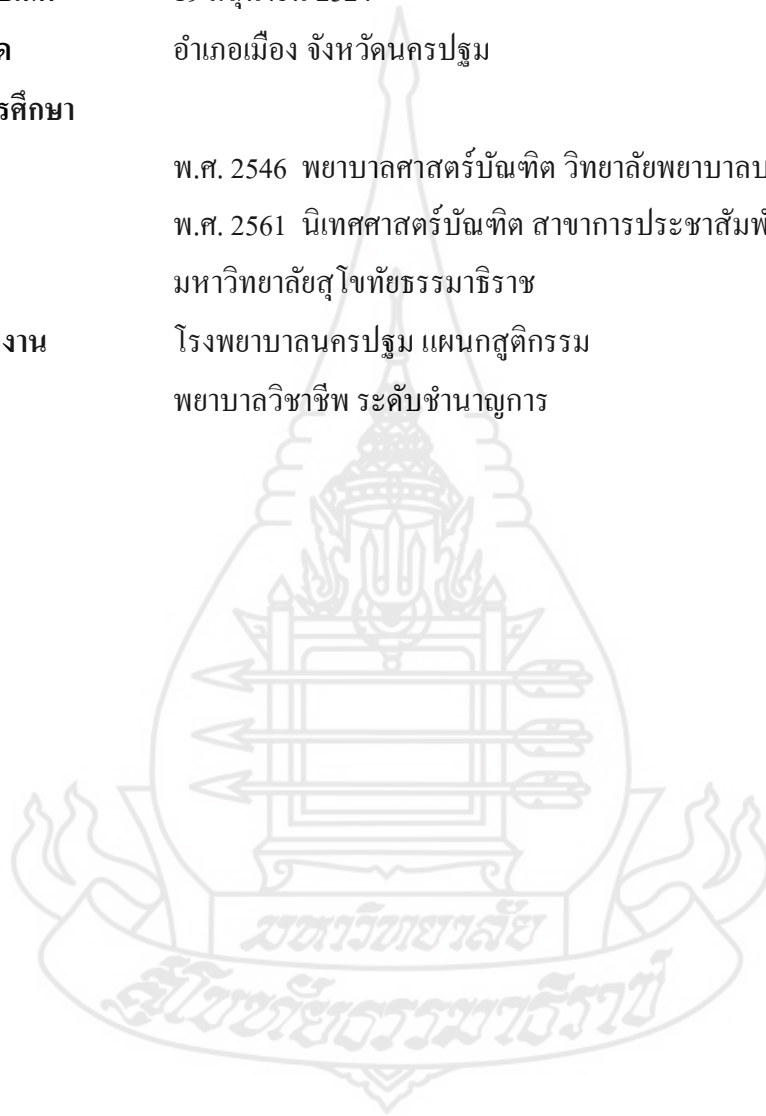 อำเภอเมือง จังหวัดนครปฐม
รศึกษา
พ.ศ. 2546 พยาบาลศาสตร์บัณฑิต วิทยาลัยพยาบาลบ
พ.ศ. 2561 นิเทศศาสตร์บัณฑิต สาขาการประชาสัมพั
มหาวิทยาลัยสุโขทัยธรรมาธิราช
งาน โรงพยาบาลนครปฐม แผนกสูติกรรม
พยาบาลวิชาชีพ ระดับชำนาญการ
มหาวิทยาลัย
สุโขทัยธรรมาธิราช